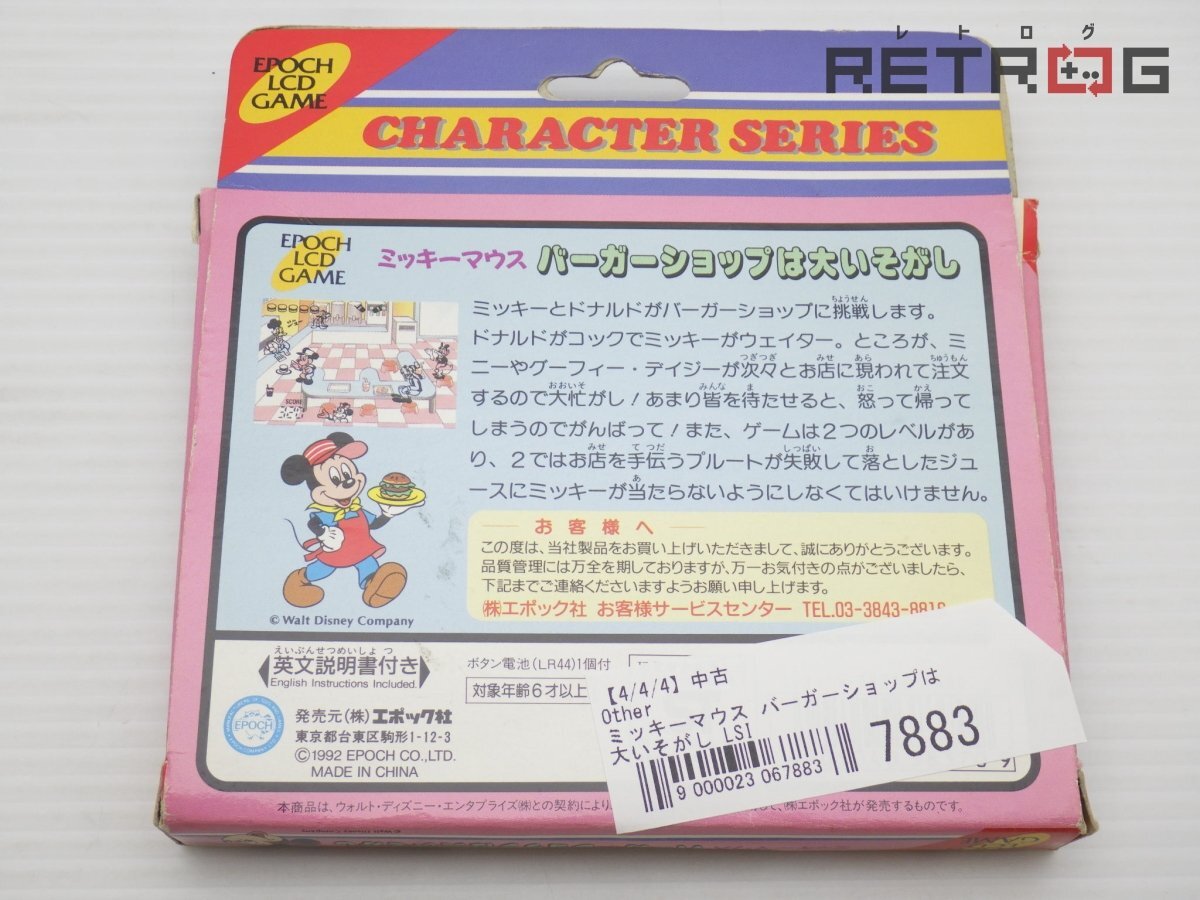 レトログ
RETROG
EPOCH
LCD
GAME
CHARACTER SERIES
EPOCH
LCD
GAME
ミッキーマウス バーガーショップは大いそがし
ミッキーとドナルドがバーガーショップに挑戦します。
ドナルドがコックでミッキーがウェイター。ところが、ミ
ニーやグーフィー・デイジーが次々とお店に現われて注文
するので大忙がし!あまり皆を待たせると、怒って帰って
しまうのでがんばって!また、ゲームは2つのレベルがあ
り、2ではお店を手伝うプルートが失敗して落としたジュ
ースにミッキーが当たらないようにしなくてはいけません。
SCORE
お客様へ
この度は、当社製品をお買い上げいただきまして、誠にありがとうございます。
品質管理には万全を期しておりますが、万一お気付きの点がございましたら、
下記までご連絡くださいますようお願い申し上げます。
㈱エポック社 お客様サービスセンター TEL.03-3843-8819
© Walt Disney Company
えいぶんせつめいしょつ
英文説明書付き
English Instructions Included.
ボタン電池(LR44)1個付
対象年齢6才以上
EPOCH
発売元(株)エポック社
東京都台東区駒形1-12-3
©1992 EPOCH CO., LTD.
MADE IN CHINA
【4/4/4】中古
Other
ミッキーマウス バーガーショップは
大いそがし LSI
7883
9 000023 067883
本商品は、ウォルト・ディズニー・エンタプライズ㈱との契約により
㈱エポック社が発売するものです。
© Walt Disney Company